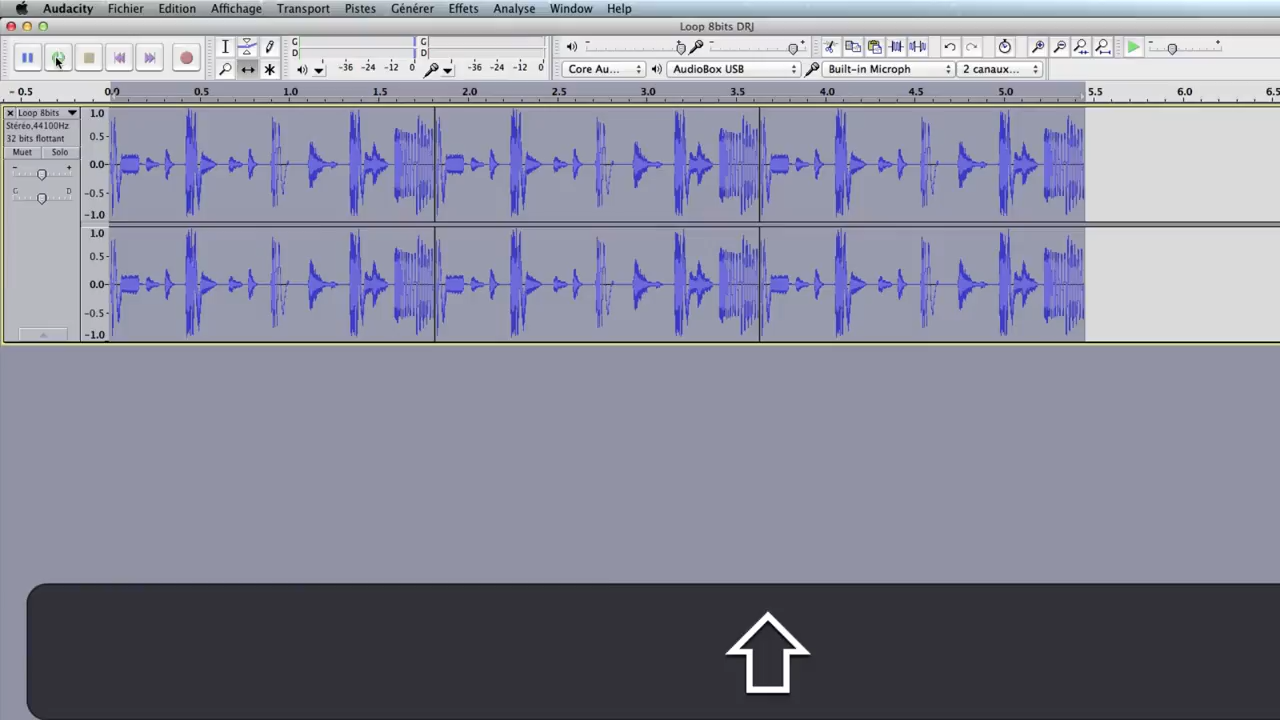 Audacity Fichier Edition Affichage Transport Pistes Générer Effets Analyse Window Help
Loop 8bits DRJ
G G
D D
-36 -24 -12 0 -36 -24 -12 0
Core Au... AudioBox USB Built-in Microph 2 canaux...
- 0.5 0.0 0.5 1.0 1.5 2.0 2.5 3.0 3.5 4.0 4.5 5.0 5.5 6.0 6.5
Loop 8bits
Stéréo,44100Hz
32 bits flottant
Muet Solo
- +
G D
1.0
0.5
0.0
-0.5
-1.0
1.0
0.5
0.0
-0.5
-1.0